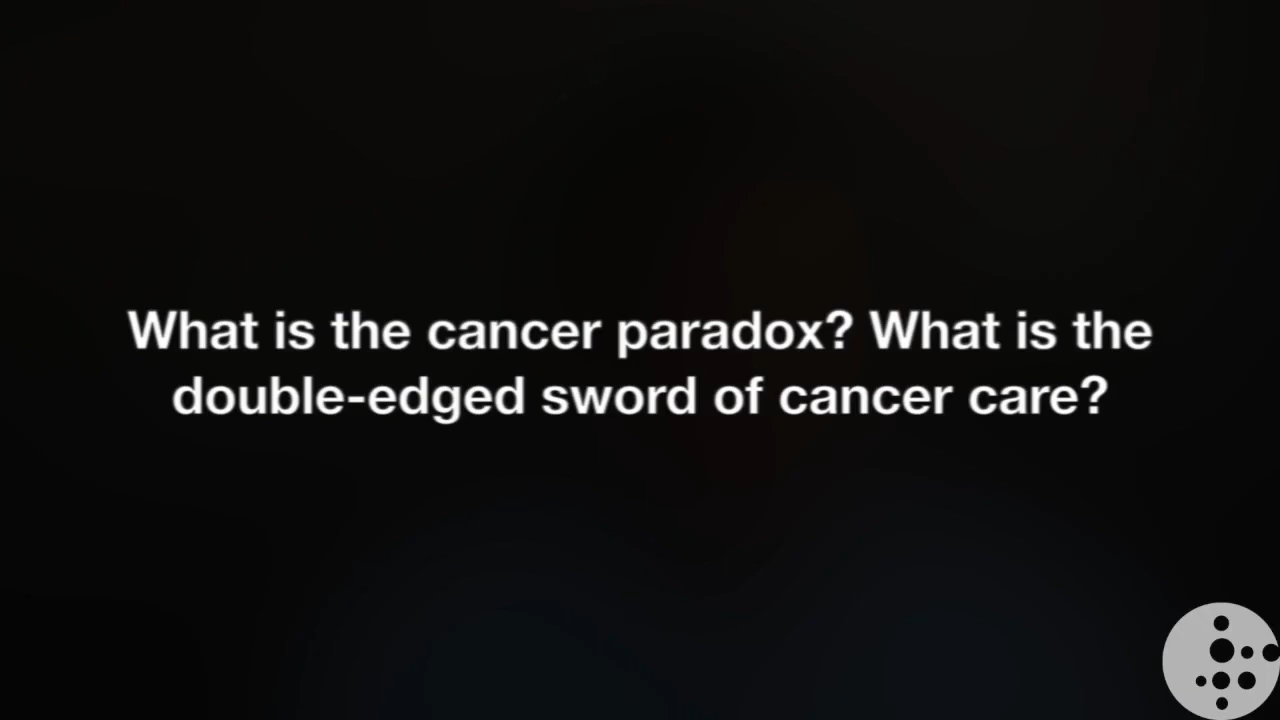 What is the cancer paradox? What is the
double-edged sword of cancer care?